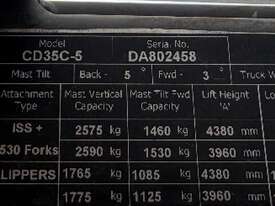 Model Serial. No.
CD35C-5 DA802458
Mast Tilt Back - 5 ° Fwd - 3 ° Truck W
Attachment Mast Vertical Mast Tilt Fwd Lift Height Lo
Type Capacity Capacity 'A'
ISS + 2575 kg 1460 kg 4380 mm
530 Forks 2590 kg 1530 kg 3960 mm
LIPPERS 1765 kg 1085 kg 4380 mm
1775 kg 1125 kg 3960 mm